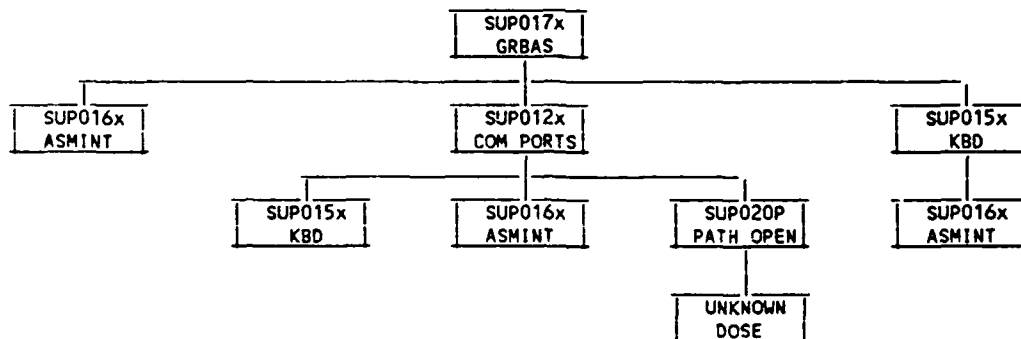 SUP017x
GRBAS
SUP016x
ASMINT
SUP012x
COM PORTS
SUP015x
KBD
SUP015x
KBD
SUP016x
ASMINT
SUP020P
PATH OPEN
SUP016x
ASMINT
UNKNOWN
DOSE